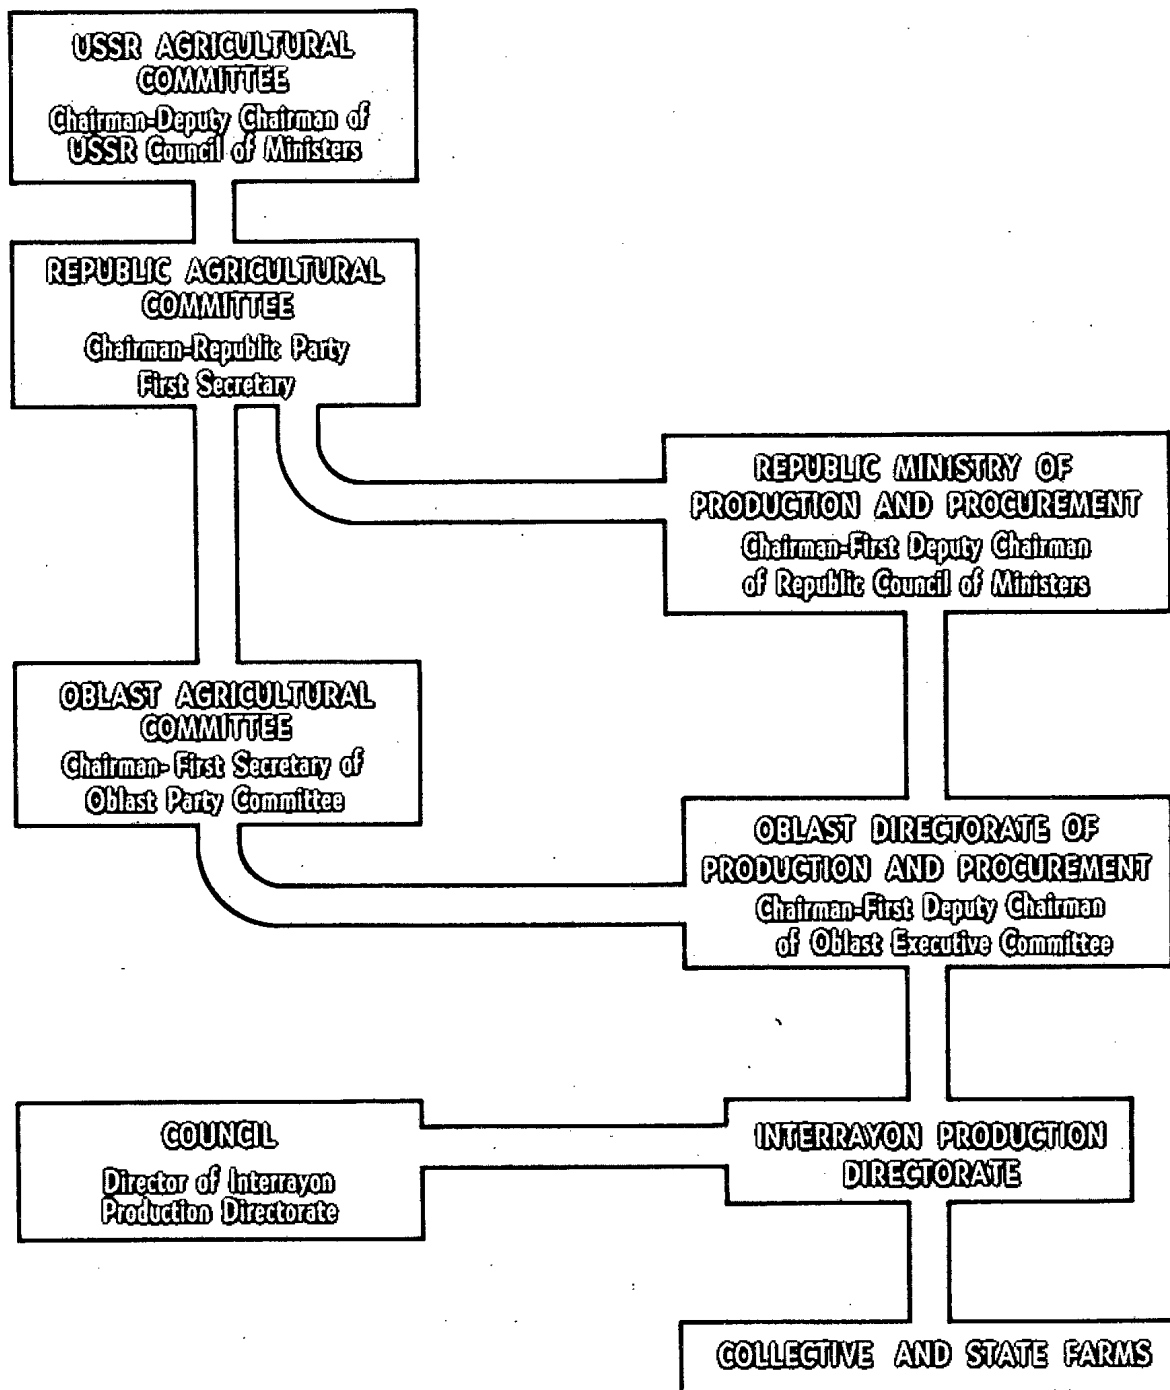 USSR AGRICULTURAL
COMMITTEE
Chairman-Deputy Chairman of
USSR Council of Ministers
REPUBLIC AGRICULTURAL
COMMITTEE
Chairman-Republic Party
First Secretary
REPUBLIC MINISTRY OF
PRODUCTION AND PROCUREMENT
Chairman-First Deputy Chairman
of Republic Council of Ministers
OBLAST AGRICULTURAL
COMMITTEE
Chairman-First Secretary of
Oblast Party Committee
OBLAST DIRECTORATE OF
PRODUCTION AND PROCUREMENT
Chairman-First Deputy Chairman
of Oblast Executive Committee
COUNCIL
Director of Interrayon
Production Directorate
INTERRAYON PRODUCTION
DIRECTORATE
COLLECTIVE AND STATE FARMS